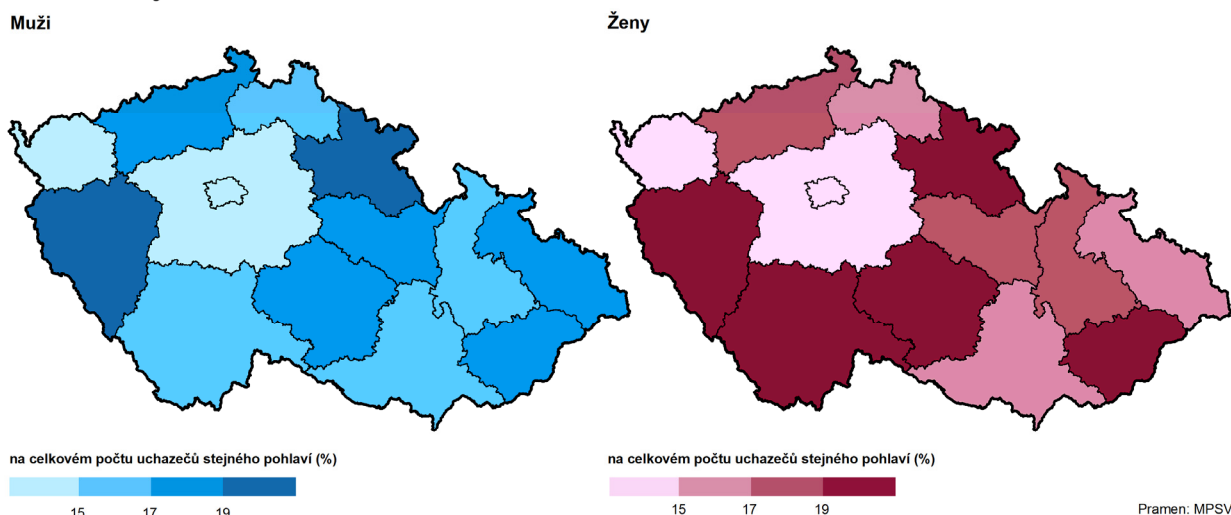 Muži
Ženy
na celkovém počtu uchazečů stejného pohlaví (%)
15 17 19
na celkovém počtu uchazečů stejného pohlaví (%)
15 17 19
Pramen: MPSV